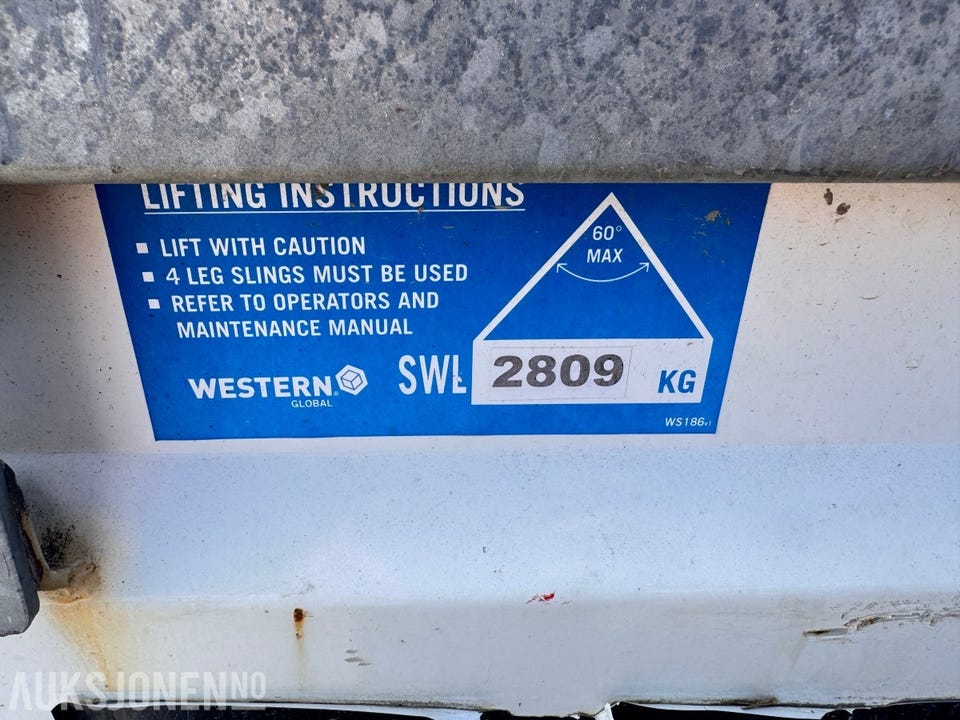 LIFTING INSTRUCTIONS
LIFT WITH CAUTION
4 LEG SLINGS MUST BE USED
REFER TO OPERATORS AND
MAINTENANCE MANUAL
60°
MAX
WESTERN
GLOBAL
SWL 2809 KG
WS186v1
AUKSJONEN.NO